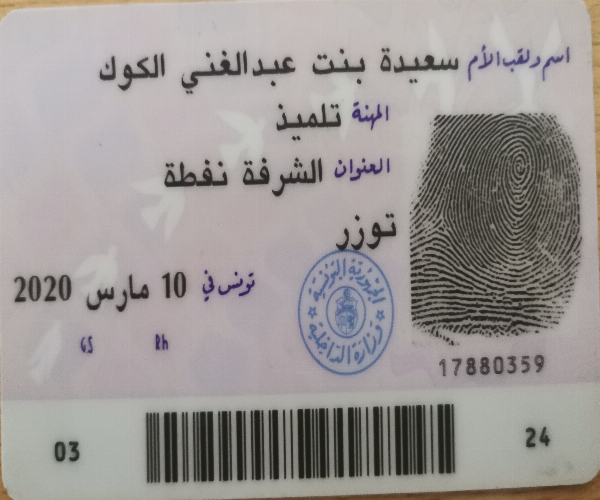 اسم ولقب الأم سعيدة بنت عبدالغني الكوك
المهنة تلميذ
العنوان الشرفة نفطة
توزر
تونس في 10 مارس 2020
الجمهورية التونسية
وزارة الداخلية
GS Rh
17880359
03 24